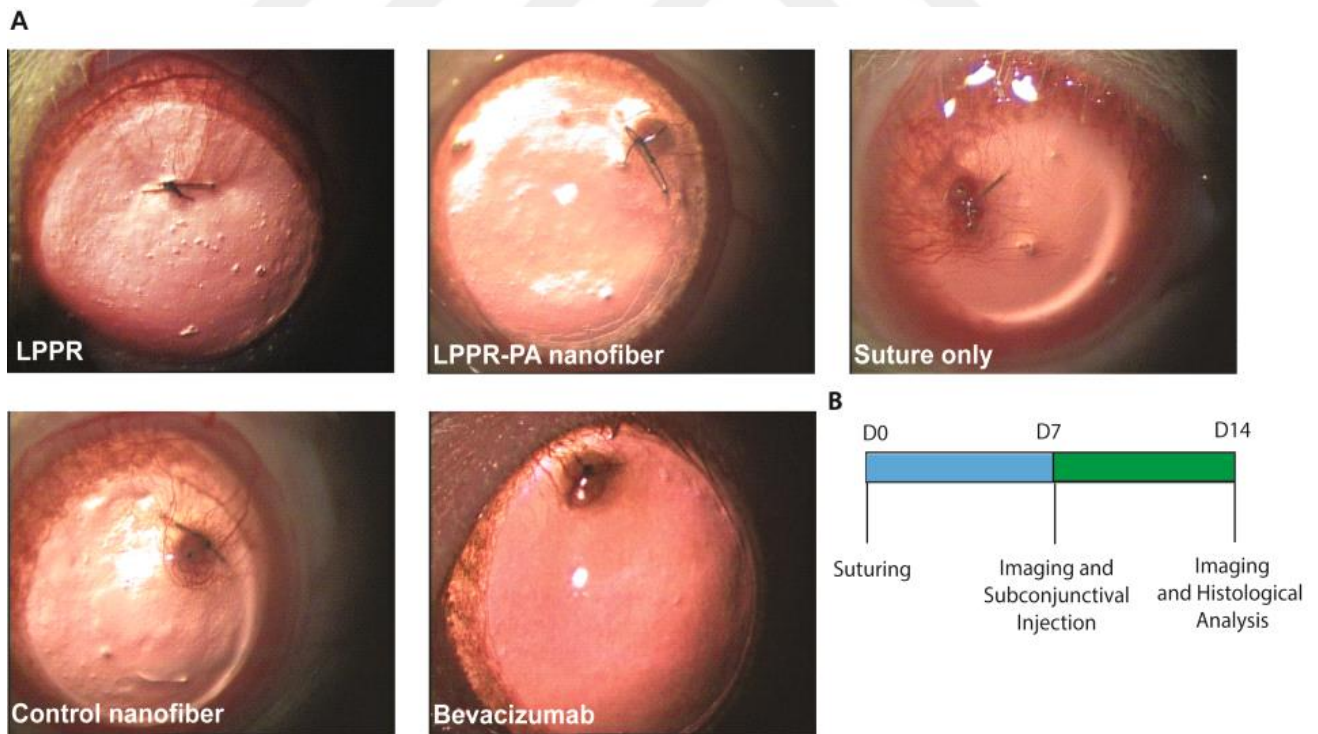 A
LPPR
LPPR-PA nanofiber
Suture only
Control nanofiber
Bevacizumab
B
D0
D7
D14
Suturing
Imaging and
Subconjunctival
Injection
Imaging
and Histological
Analysis